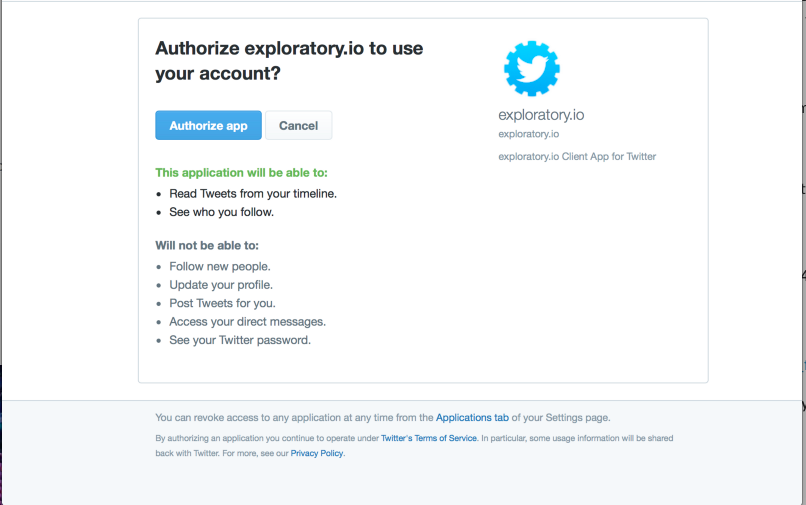 Authorize exploratory.io to use
your account?
Authorize app
Cancel
This application will be able to:
• Read Tweets from your timeline.
• See who you follow.
Will not be able to:
• Follow new people.
• Update your profile.
• Post Tweets for you.
• Access your direct messages.
• See your Twitter password.
exploratory.io
exploratory.io
exploratory.io Client App for Twitter
You can revoke access to any application at any time from the Applications tab of your Settings page.
By authorizing an application you continue to operate under Twitter's Terms of Service. In particular, some usage information will be shared
back with Twitter. For more, see our Privacy Policy.